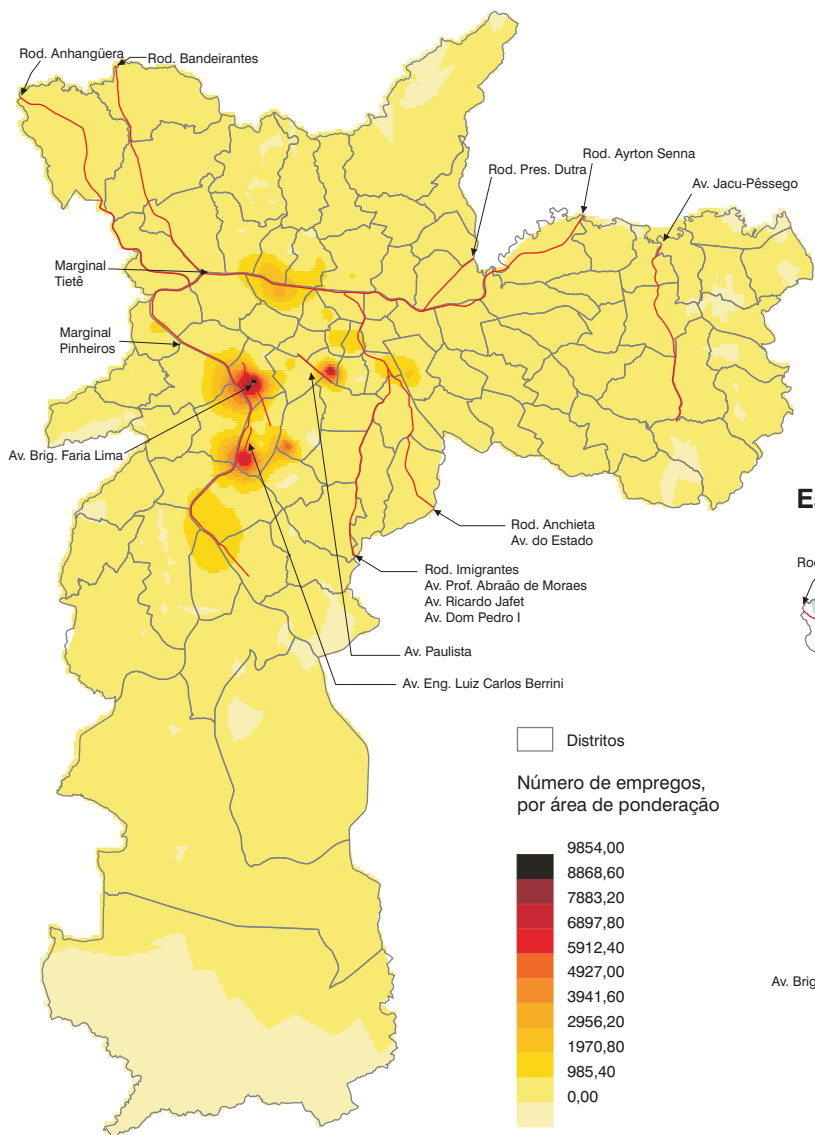 Rod. Anhangüera
Rod. Bandeirantes
Rod. Pres. Dutra
Rod. Ayrton Senna
Av. Jacu-Pêssego
Marginal
Tietê
Marginal
Pinheiros
Av. Brig. Faria Lima
Rod. Anchieta
Av. do Estado
Rod. Imigrantes
Av. Prof. Abraão de Moraes
Av. Ricardo Jafet
Av. Dom Pedro I
Av. Paulista
Av. Eng. Luiz Carlos Berrini
Distritos
Número de empregos,
por área de ponderação
9854,00
8868,60
7883,20
6897,80
5912,40
4927,00
3941,60
2956,20
1970,80
985,40
0,00
Av. Brig